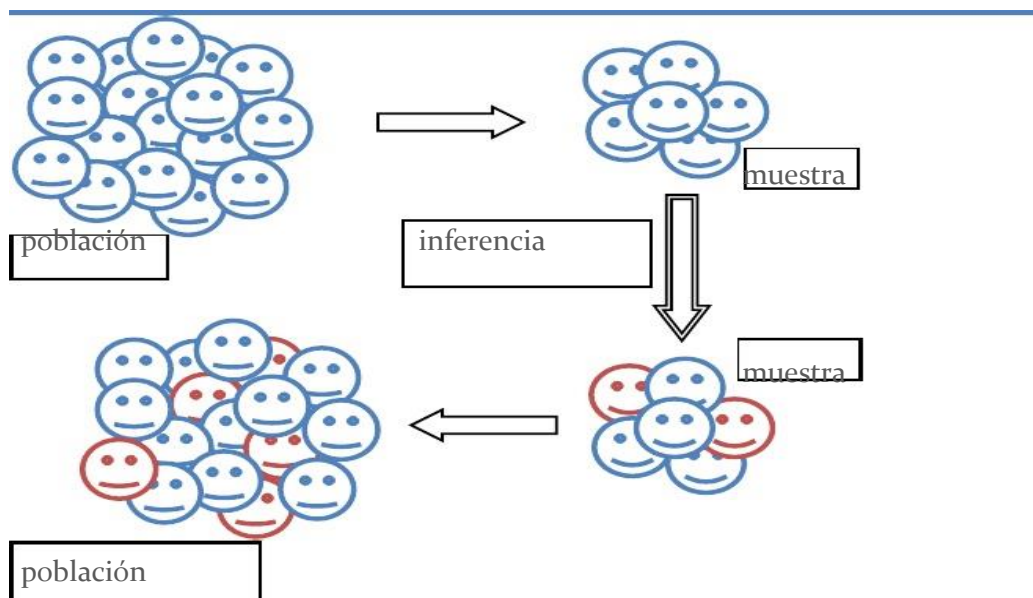 muestra
población
inferencia
muestra
población